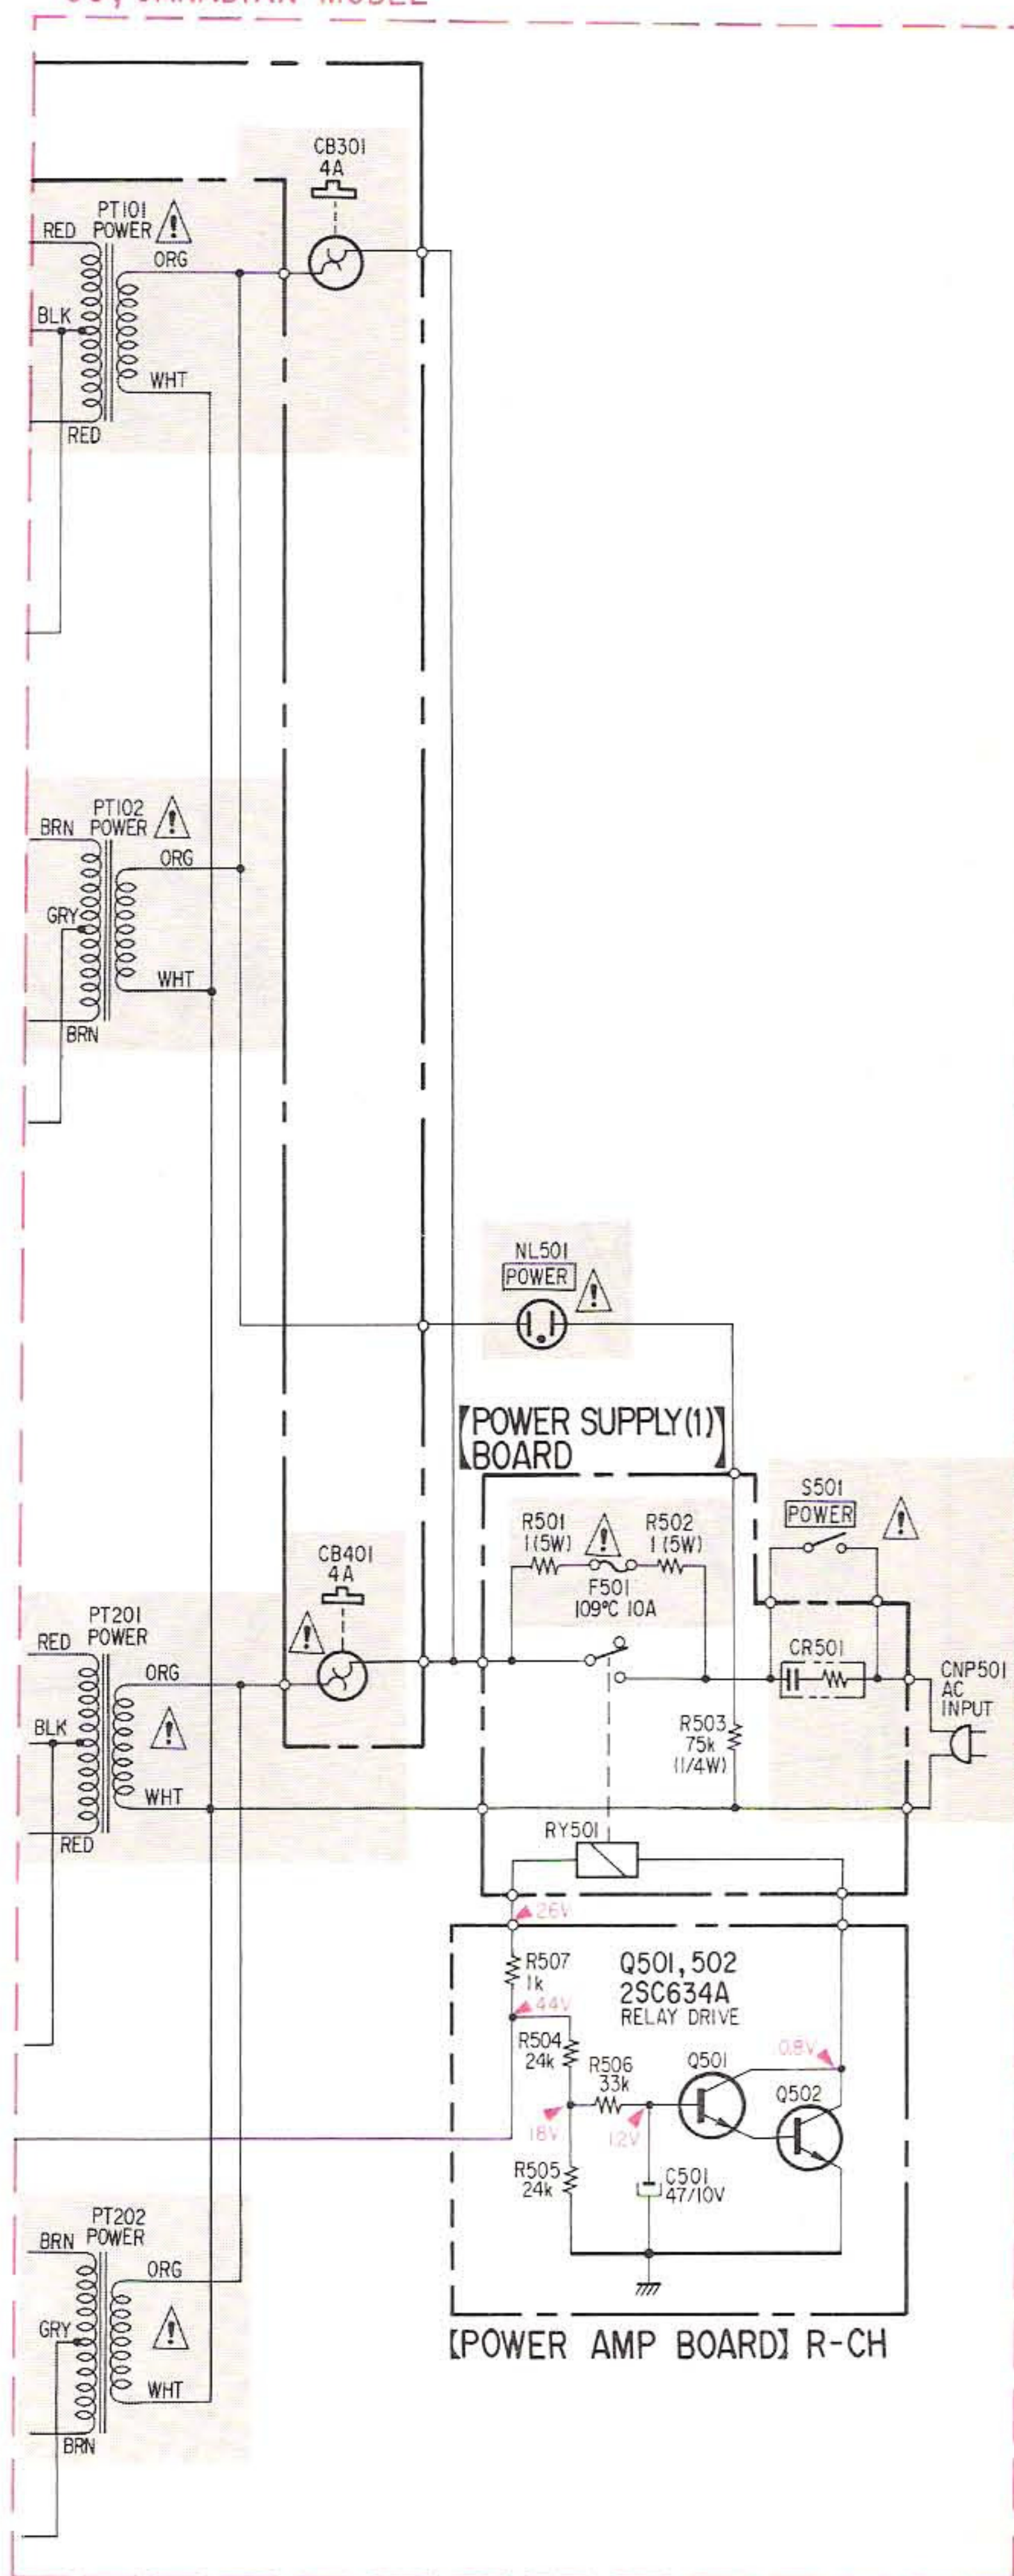 CB301
4A
PT101
POWER
RED
ORG
BLK
WHT
RED
PT102
POWER
BRN
ORG
GRY
WHT
BRN
NL501
POWER
【POWER SUPPLY(1)
BOARD】
S501
POWER
R501
1(5W)
R502
1(5W)
F501
109°C 10A
CB401
4A
PT201
POWER
RED
ORG
BLK
WHT
RED
CR501
CNP501
AC
INPUT
R503
75k
(1/4W)
RY501
26V
R507
1k
Q501,502
2SC634A
RELAY DRIVE
44V
R504
24k
R506
33k
Q501
0.8V
Q502
18V
1.2V
R505
24k
C501
47/10V
PT202
POWER
BRN
ORG
GRY
WHT
BRN
【POWER AMP BOARD】 R-CH